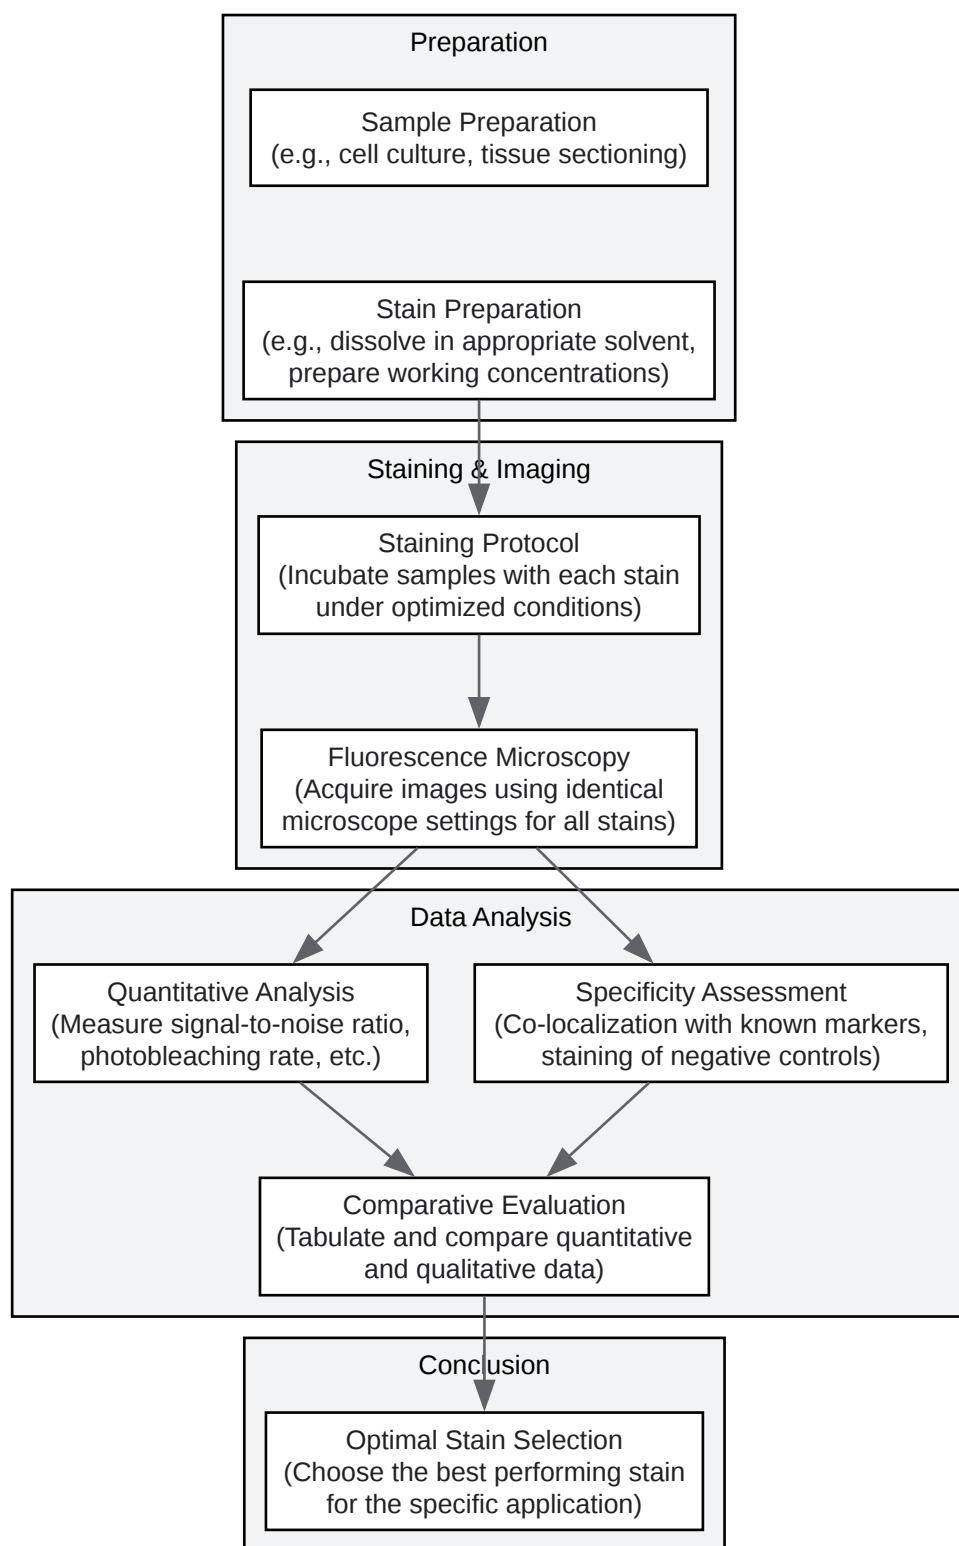 Preparation
Sample Preparation
(e.g., cell culture, tissue sectioning)
Stain Preparation
(e.g., dissolve in appropriate solvent,
prepare working concentrations)
Staining & Imaging
Staining Protocol
(Incubate samples with each stain
under optimized conditions)
Fluorescence Microscopy
(Acquire images using identical
microscope settings for all stains)
Data Analysis
Quantitative Analysis
(Measure signal-to-noise ratio,
photobleaching rate, etc.)
Specificity Assessment
(Co-localization with known markers,
staining of negative controls)
Comparative Evaluation
(Tabulate and compare quantitative
and qualitative data)
Conclusion
Optimal Stain Selection
(Choose the best performing stain
for the specific application)